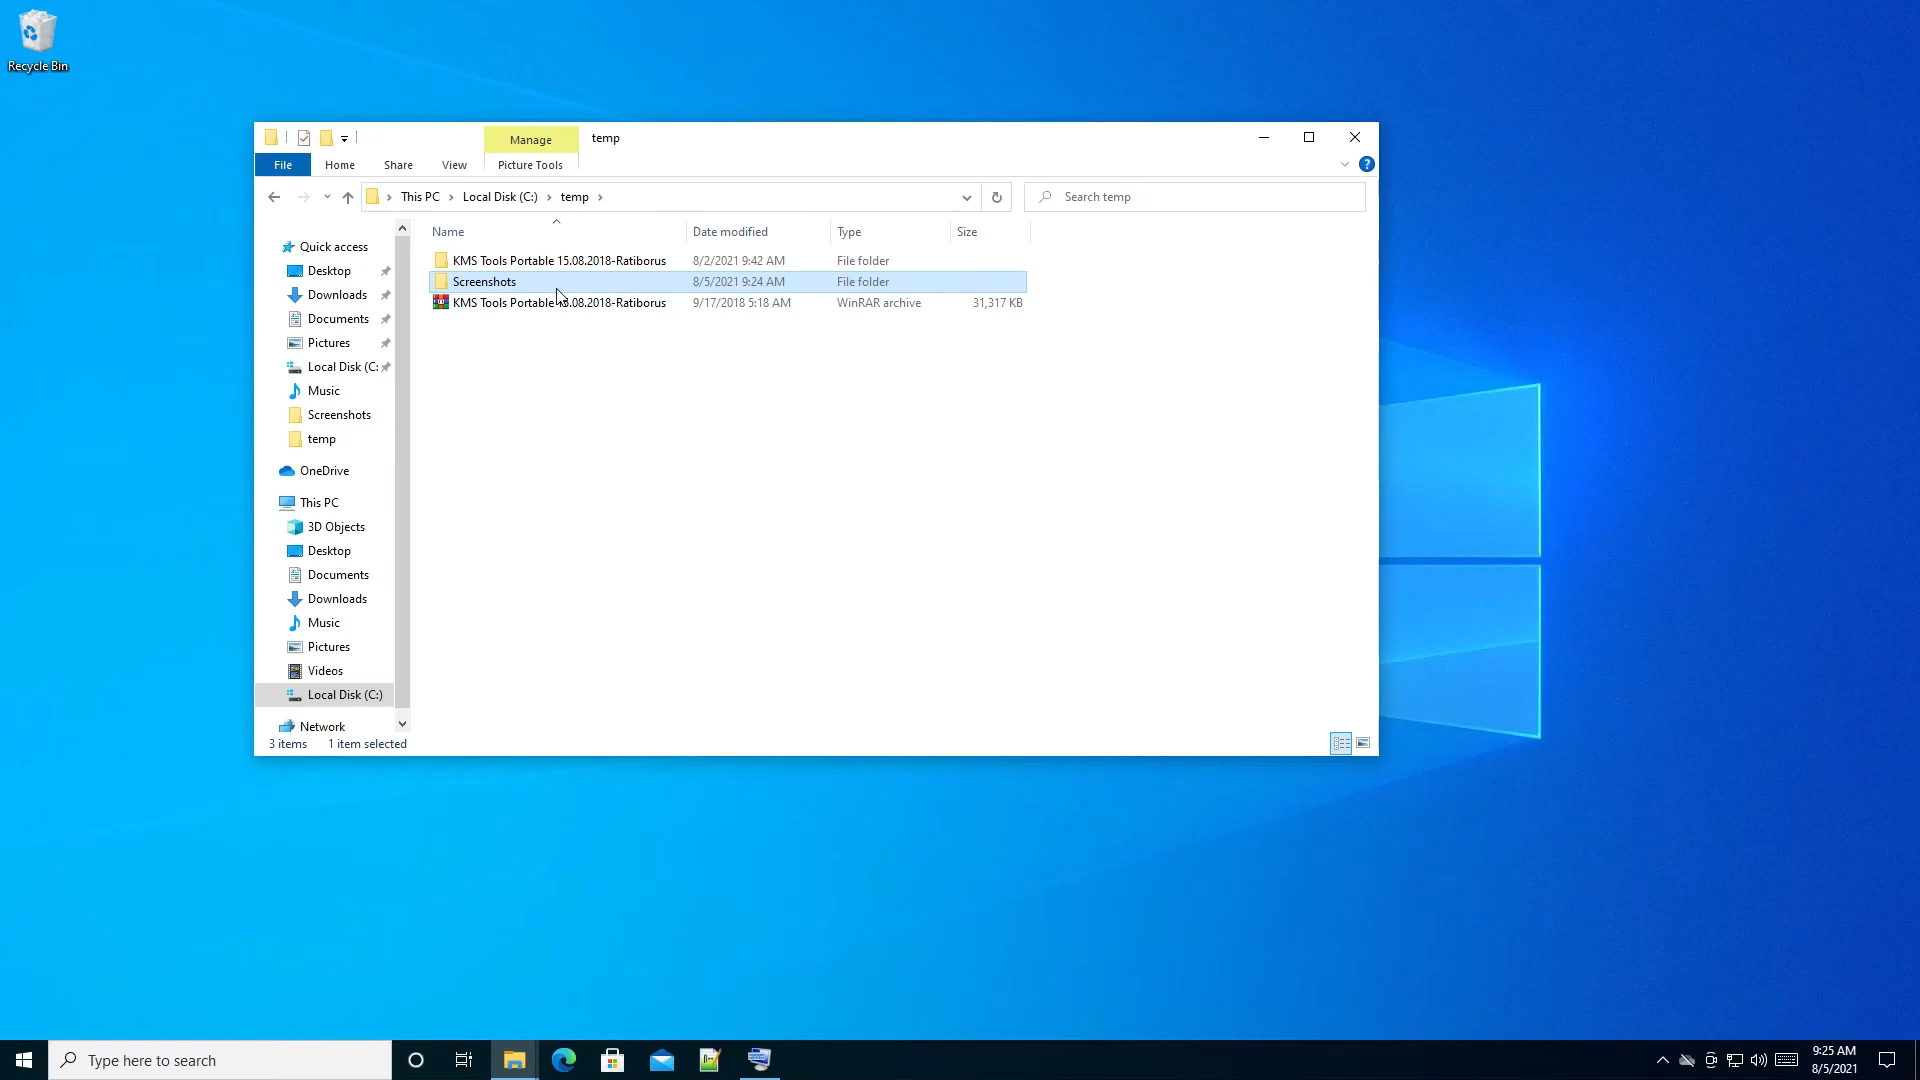 Recycle Bin
Manage
temp
File
Home
Share
View
Picture Tools
This PC
Local Disk (C:)
temp
Search temp
Name
Date modified
Type
Size
Quick access
Desktop
Downloads
Documents
Pictures
Local Disk (C:
Music
Screenshots
temp
OneDrive
This PC
3D Objects
Desktop
Documents
Downloads
Music
Pictures
Videos
Local Disk (C:)
Network
KMS Tools Portable 15.08.2018-Ratiborus 8/2/2021 9:42 AM File folder
Screenshots 8/5/2021 9:24 AM File folder
KMS Tools Portable .08.2018-Ratiborus 9/17/2018 5:18 AM WinRAR archive 31,317 KB
3 items 1 item selected
Type here to search
9:25 AM
8/5/2021